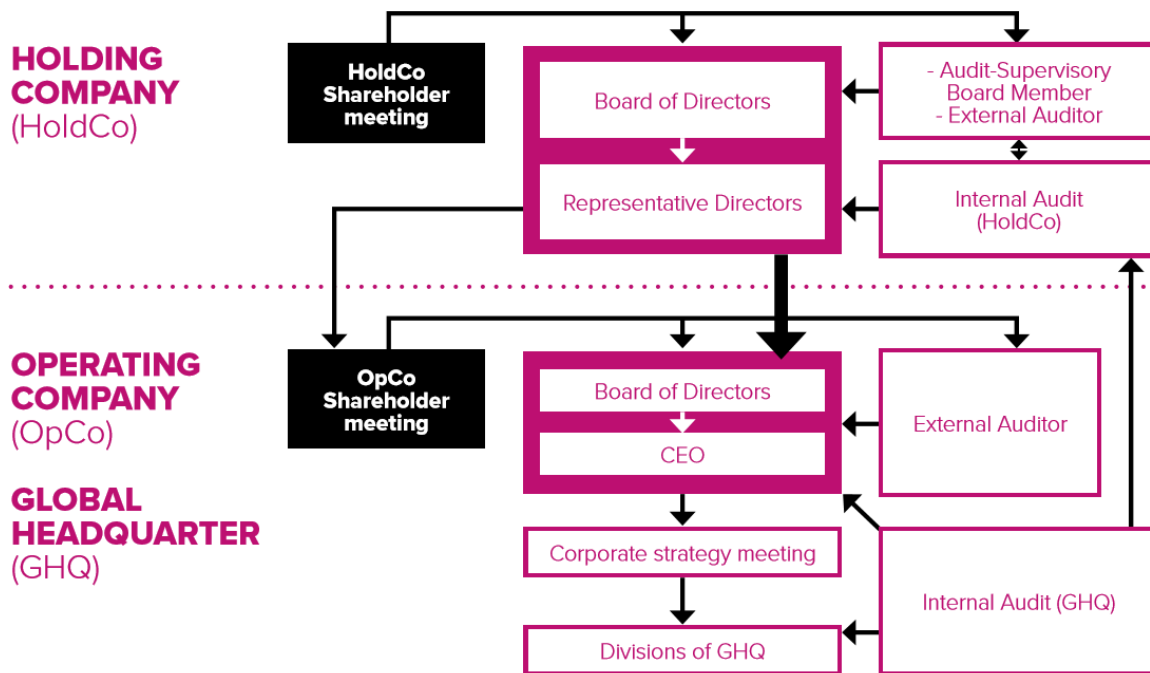 HOLDING
COMPANY
(HoldCo)
HoldCo
Shareholder
meeting
Board of Directors
Representative Directors
- Audit-Supervisory
Board Member
- External Auditor
Internal Audit
(HoldCo)
OPERATING
COMPANY
(OpCo)
OpCo
Shareholder
meeting
Board of Directors
CEO
External Auditor
GLOBAL
HEADQUARTER
(GHQ)
Corporate strategy meeting
Divisions of GHQ
Internal Audit (GHQ)